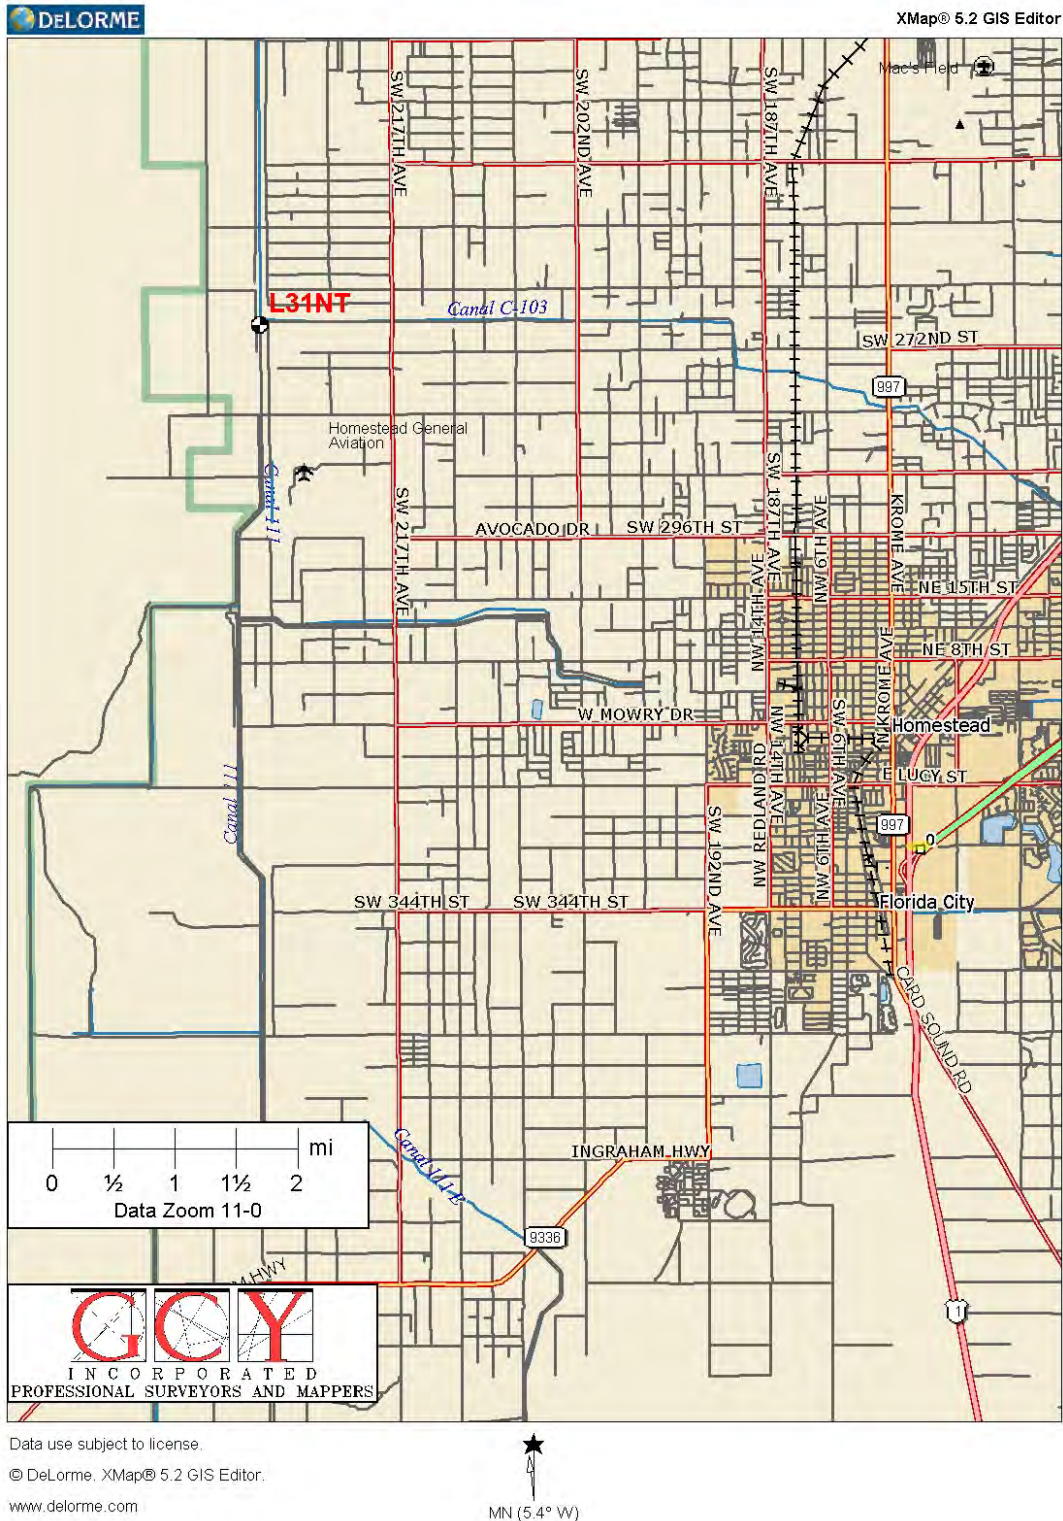 DELORME
XMap® 5.2 GIS Editor
Mac's Field
SW 217TH AVE
SW 202ND AVE
SW 187TH AVE
L31NT
Canal C-103
SW 272ND ST
997
Homestead General
Aviation
Canal 111
SW 217TH AVE
AVOCADO DR
SW 296TH ST
SW 187TH AVE
NW 6TH AVE
KROME AVE
NE 15TH ST
NW 14TH AVE
NE 8TH ST
N KROME AVE
W MOWRY DR
Homestead
NW 14TH AVE
SW 6TH AVE
NW REDLAND RD
E LUCY ST
Canal 111
SW 192ND AVE
NW 6TH AVE
997
0
SW 344TH ST
SW 344TH ST
Florida City
CARD SOUND RD
Canal 111-E
INGRAHAM HWY
mi
0 ½ 1 1½ 2
Data Zoom 11-0
9336
HWY
1
GCY
INCORPORATED
PROFESSIONAL SURVEYORS AND MAPPERS
Data use subject to license.
© DeLorme. XMap® 5.2 GIS Editor.
www.delorme.com
MN (5.4° W)